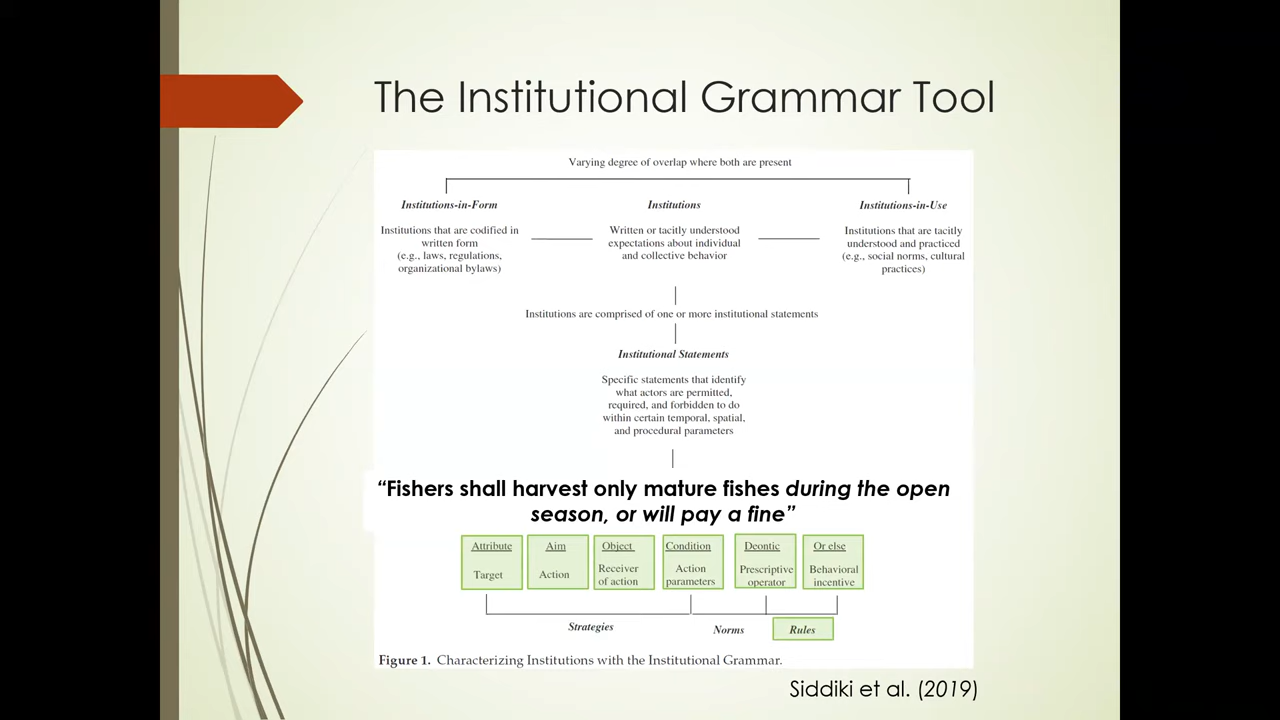 The Institutional Grammar Tool
Varying degree of overlap where both are present
Institutions-in-Form
Institutions that are codified in
written form
(e.g., laws, regulations,
organizational bylaws)
Institutions
Written or tacitly understood
expectations about individual
and collective behavior
Institutions-in-Use
Institutions that are tacitly
understood and practiced
(e.g., social norms, cultural
practices)
Institutions are comprised of one or more institutional statements
Institutional Statements
Specific statements that identify
what actors are permitted,
required, and forbidden to do
within certain temporal, spatial,
and procedural parameters
“Fishers shall harvest only mature fishes during the open
season, or will pay a fine”
Attribute
Target
Aim
Action
Object
Receiver
of action
Condition
Action
parameters
Deontic
Prescriptive
operator
Or else
Behavioral
incentive
Strategies
Norms
Rules
Figure 1. Characterizing Institutions with the Institutional Grammar.
Siddiki et al. (2019)